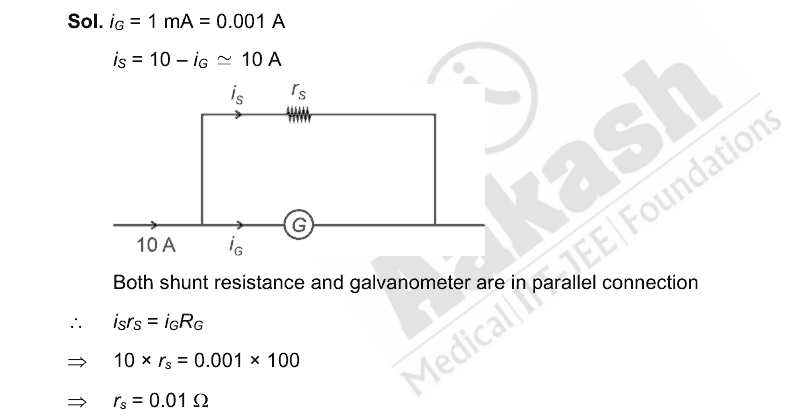 Sol. iG = 1 mA = 0.001 A
iS = 10 – iG ≃ 10 A
iS
rS
G
10 A
iG
Both shunt resistance and galvanometer are in parallel connection
∴ iSrS = iGRG
⇒ 10 × rs = 0.001 × 100
⇒ rs = 0.01 Ω
Aakash
Medical|IIT-JEE|Foundations